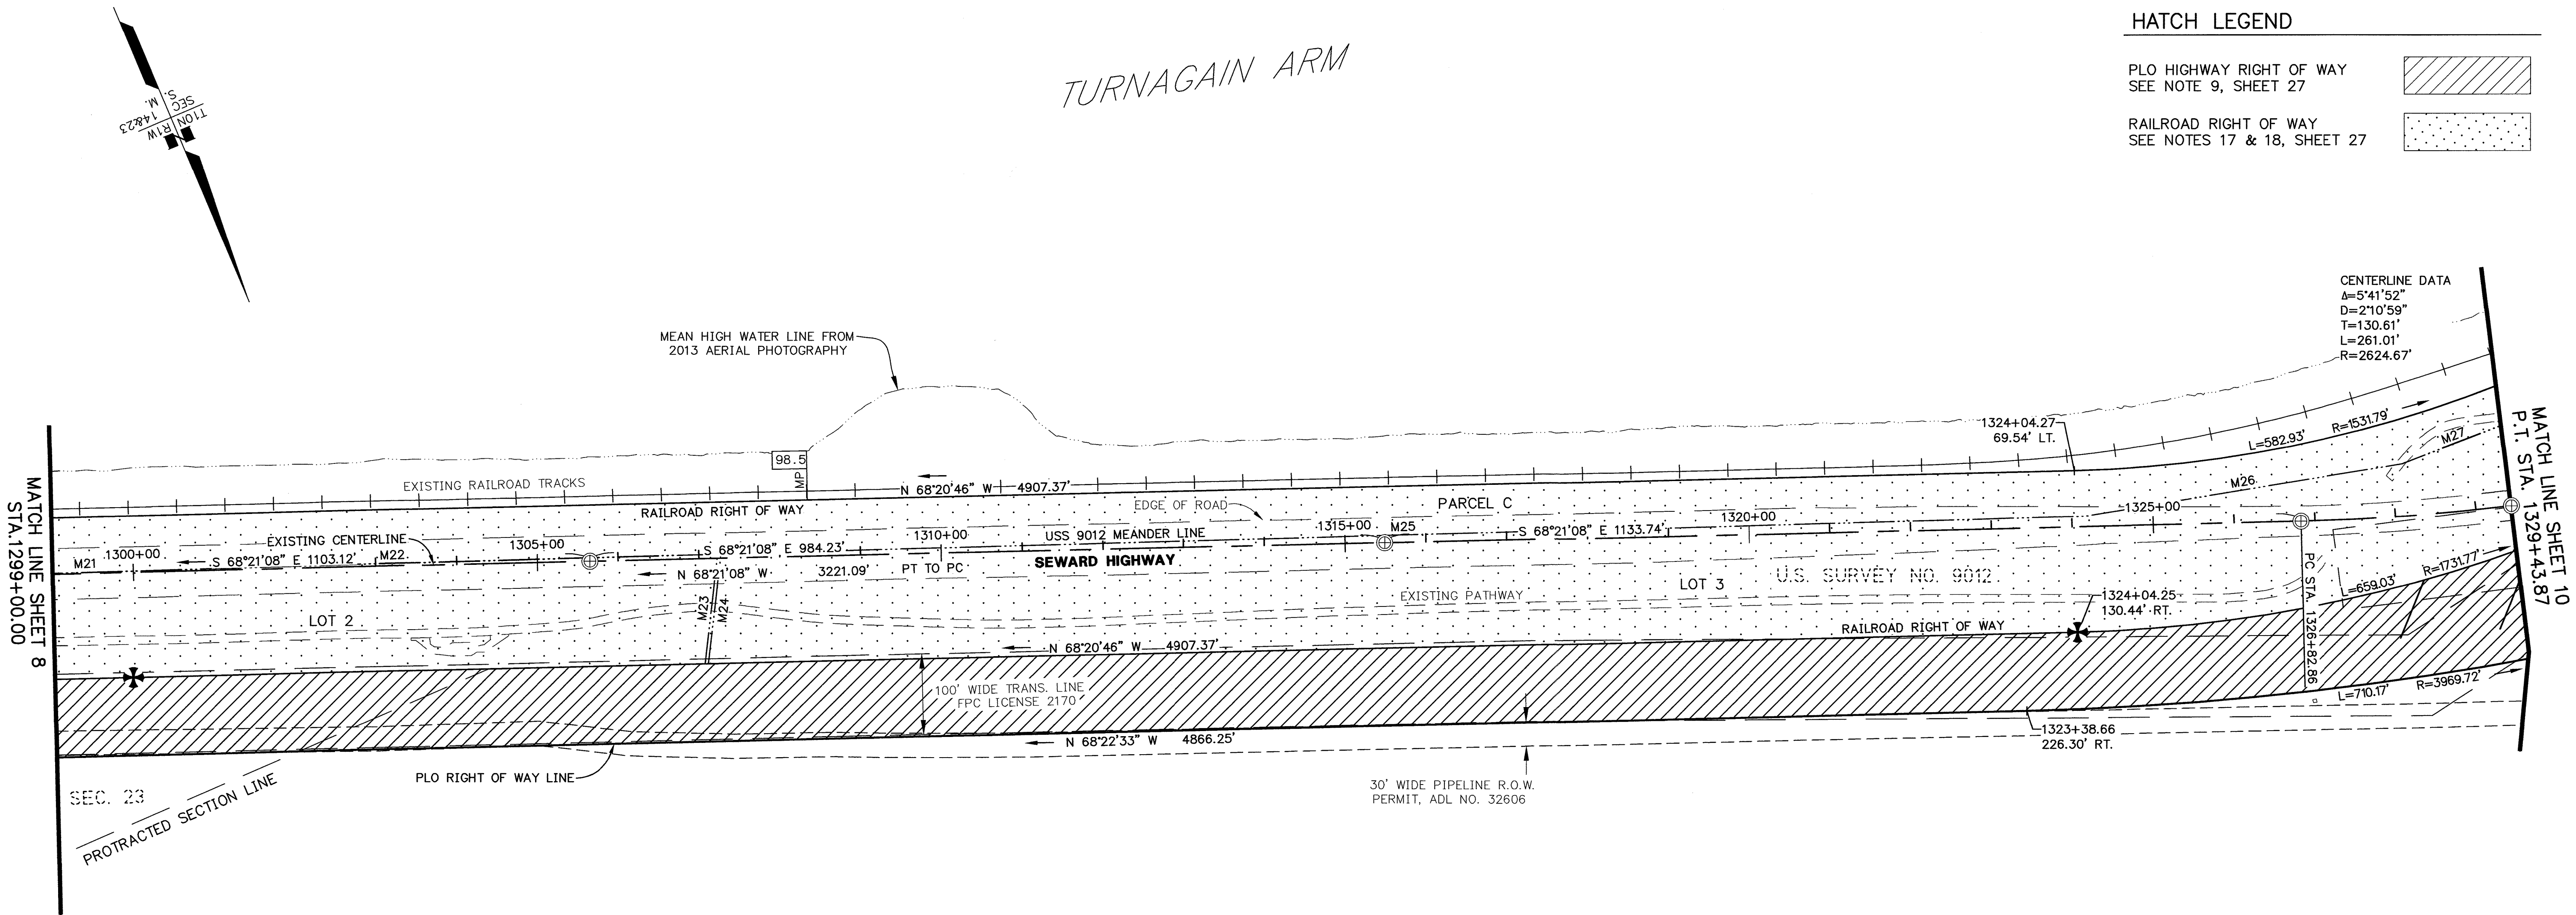 HATCH LEGEND
PLO HIGHWAY RIGHT OF WAY
SEE NOTE 9, SHEET 27
RAILROAD RIGHT OF WAY
SEE NOTES 17 & 18, SHEET 27
TURNAGAIN ARM
T10N R1W
SEC 14&23
S. M.
CENTERLINE DATA
Δ=5°41'52"
D=2°10'59"
T=130.61'
L=261.01'
R=2624.67'
MEAN HIGH WATER LINE FROM
2013 AERIAL PHOTOGRAPHY
MATCH LINE SHEET 8
STA.1299+00.00
MATCH LINE SHEET 10
P.T. STA. 1329+43.87
1324+04.27
69.54' LT.
L=582.93'
R=1531.79'
M27
98.5
MP
EXISTING RAILROAD TRACKS
N 68°20'46" W 4907.37'
RAILROAD RIGHT OF WAY
EDGE OF ROAD
PARCEL C
M26
1300+00
EXISTING CENTERLINE
1305+00
1310+00
USS 9012 MEANDER LINE
1315+00
M25
1320+00
1325+00
M21
S 68°21'08" E 1103.12'
M22
S 68°21'08" E 984.23'
S 68°21'08" E 1133.74'
N 68°21'08" W 3221.09' PT TO PC
SEWARD HIGHWAY
M23
M24
LOT 2
LOT 3
U.S. SURVEY NO. 9012
EXISTING PATHWAY
1324+04.25
130.44' RT.
PC STA. 1326+82.86
L=659.03'
R=1731.77'
RAILROAD RIGHT OF WAY
N 68°20'46" W 4907.37'
100' WIDE TRANS. LINE
FPC LICENSE 2170
L=710.17'
R=3969.72'
1323+38.66
226.30' RT.
N 68°22'33" W 4866.25'
PLO RIGHT OF WAY LINE
30' WIDE PIPELINE R.O.W.
PERMIT, ADL NO. 32606
SEC. 23
PROTRACTED SECTION LINE